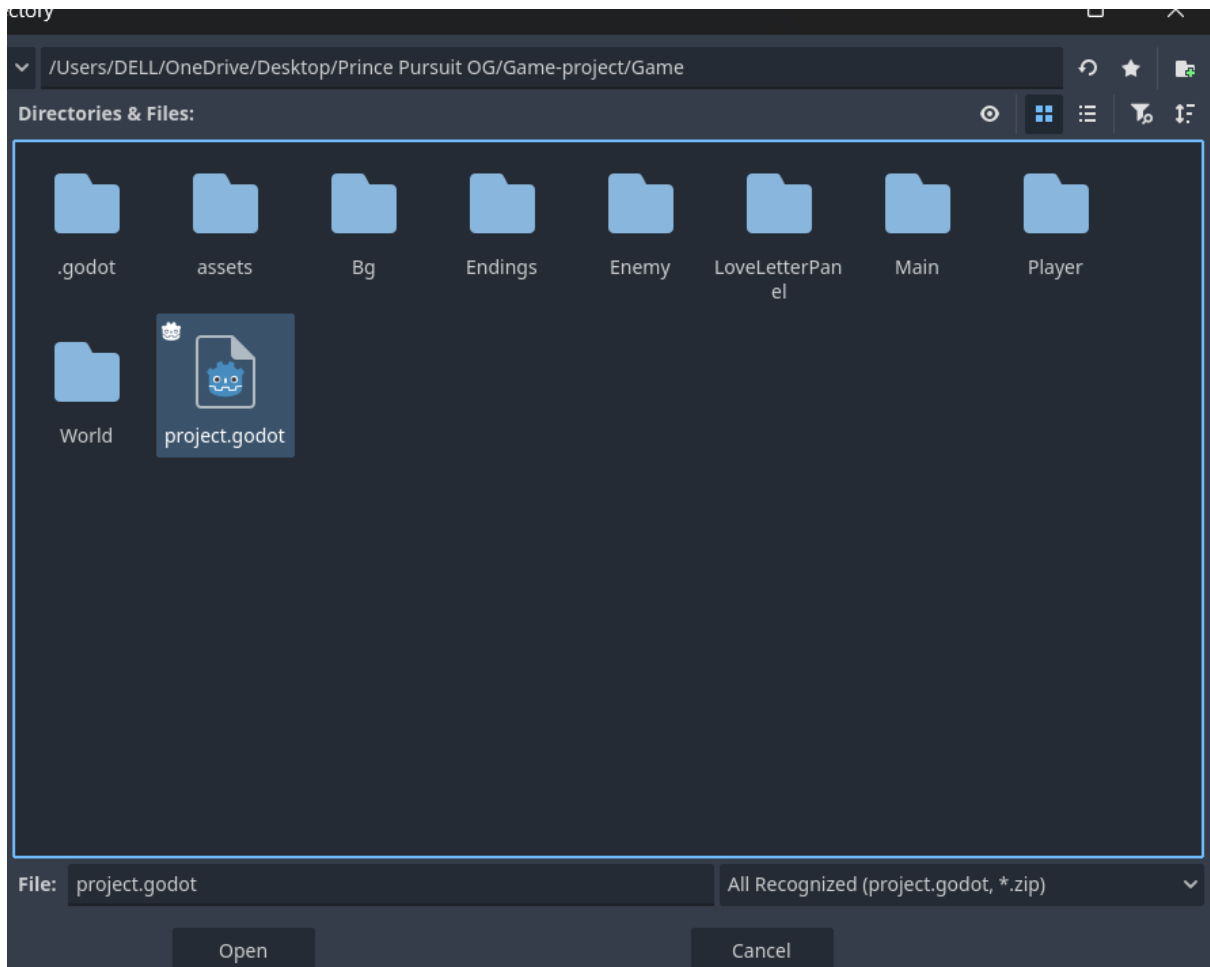 ctory
/Users/DELL/OneDrive/Desktop/Prince Pursuit OG/Game-project/Game
Directories & Files:
.godot
assets
Bg
Endings
Enemy
LoveLetterPan
el
Main
Player
World
project.godot
File:
project.godot
All Recognized (project.godot, *.zip)
Open
Cancel